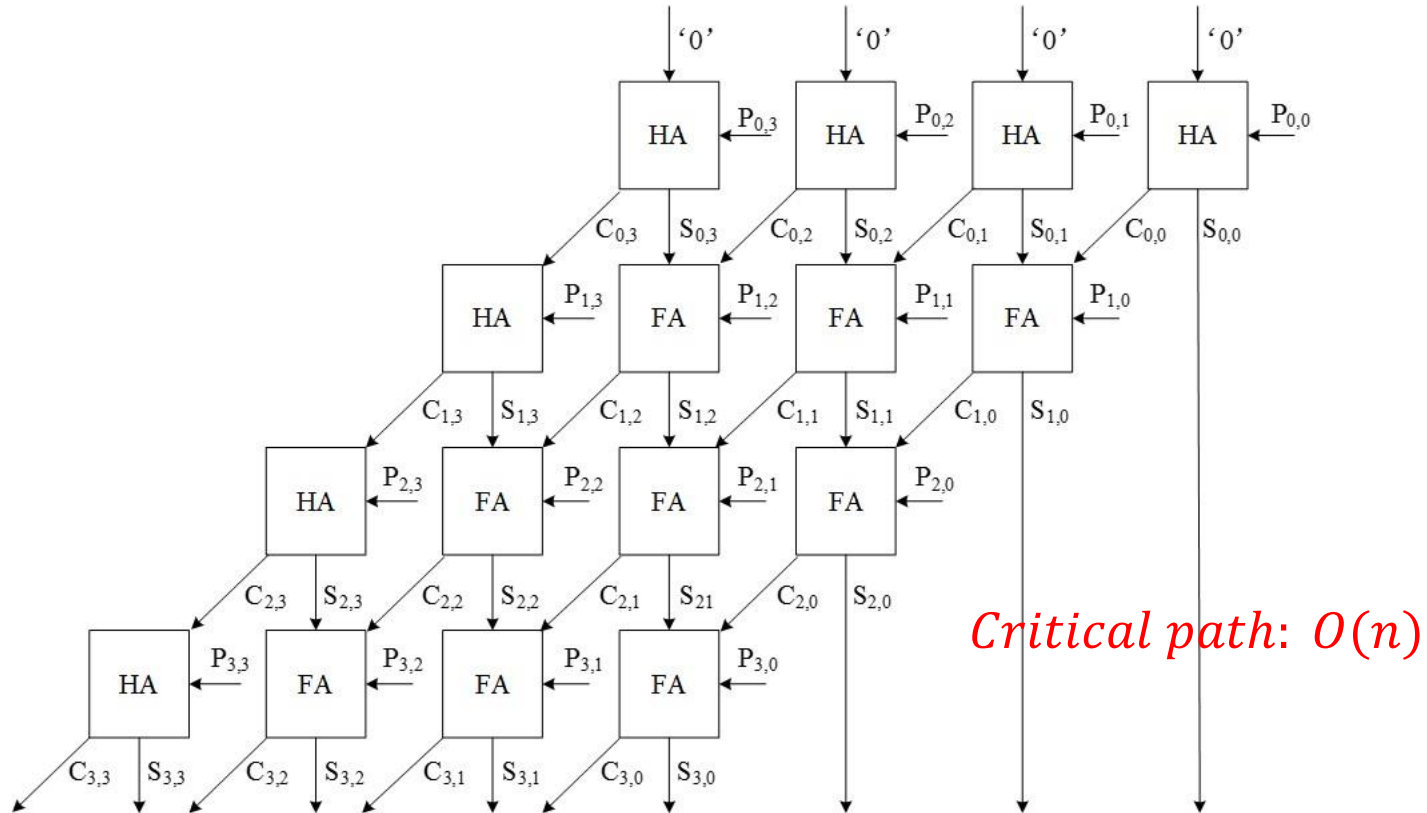 ‘0’ ‘0’ ‘0’ ‘0’
P0,3 P0,2 P0,1 P0,0
HA HA HA HA
C0,3 S0,3 C0,2 S0,2 C0,1 S0,1 C0,0 S0,0
P1,3 P1,2 P1,1 P1,0
HA FA FA FA
C1,3 S1,3 C1,2 S1,2 C1,1 S1,1 C1,0 S1,0
P2,3 P2,2 P2,1 P2,0
HA FA FA FA
C2,3 S2,3 C2,2 S2,2 C2,1 S21 C2,0 S2,0
Critical path: O(n)
P3,3 P3,2 P3,1 P3,0
HA FA FA FA
C3,3 S3,3 C3,2 S3,2 C3,1 S3,1 C3,0 S3,0